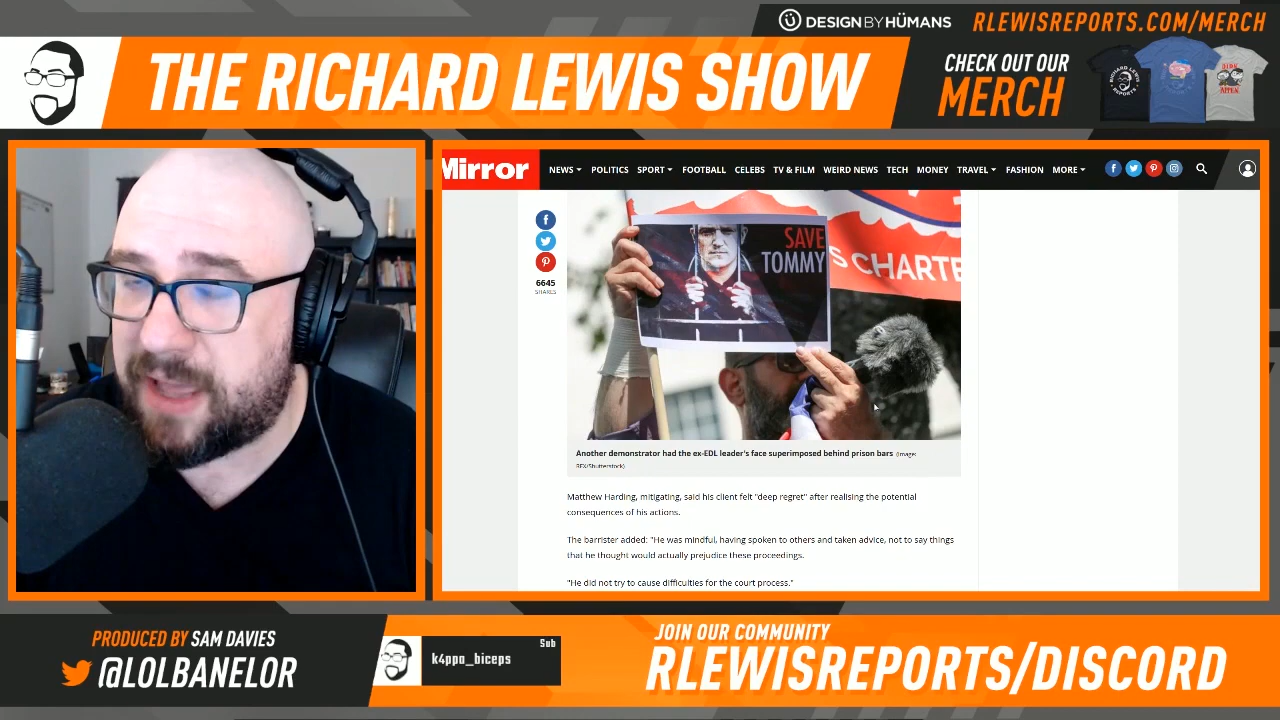 DESIGN BY HÜMANS
RLEWISREPORTS.COM/MERCH
THE RICHARD LEWIS SHOW
CHECK OUT OUR
MERCH
Mirror
NEWS POLITICS SPORT FOOTBALL CELEBS TV & FILM WEIRD NEWS TECH MONEY TRAVEL FASHION MORE
SAVE
TOMMY
S CHARTE
6645
SHARES
Another demonstrator had the ex-EDL leader's face superimposed behind prison bars (Image:
REX/Shutterstock)
Matthew Harding, mitigating, said his client felt "deep regret" after realising the potential
consequences of his actions.
The barrister added: "He was mindful, having spoken to others and taken advice, not to say things
that he thought would actually prejudice these proceedings.
"He did not try to cause difficulties for the court process."
PRODUCED BY SAM DAVIES
@LOLBANELOR
Sub
k4ppa_biceps
JOIN OUR COMMUNITY
RLEWISREPORTS/DISCORD